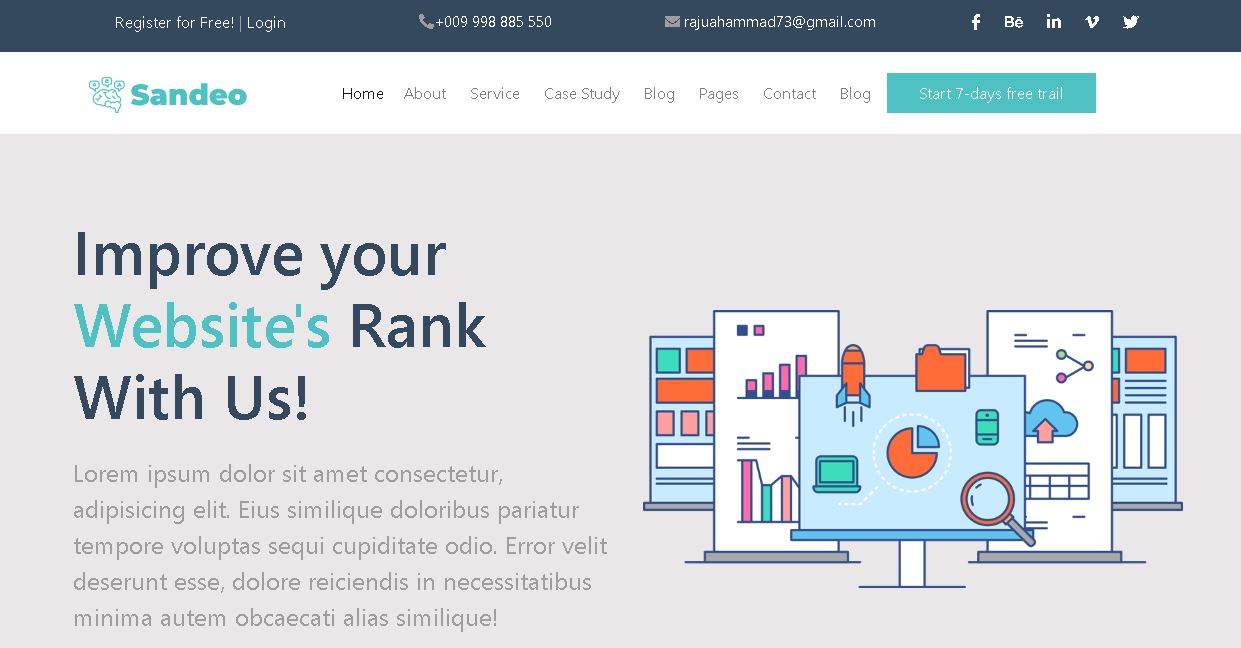 Register for Free! | Login
+009 998 885 550
rajuahammad73@gmail.com
Bē
in
Sandeo
Home About Service Case Study Blog Pages Contact Blog
Start 7-days free trail
Improve your
Website's Rank
With Us!
Lorem ipsum dolor sit amet consectetur,
adipisicing elit. Eius similique doloribus pariatur
tempore voluptas sequi cupiditate odio. Error velit
deserunt esse, dolore reiciendis in necessitatibus
minima autem obcaecati alias similique!